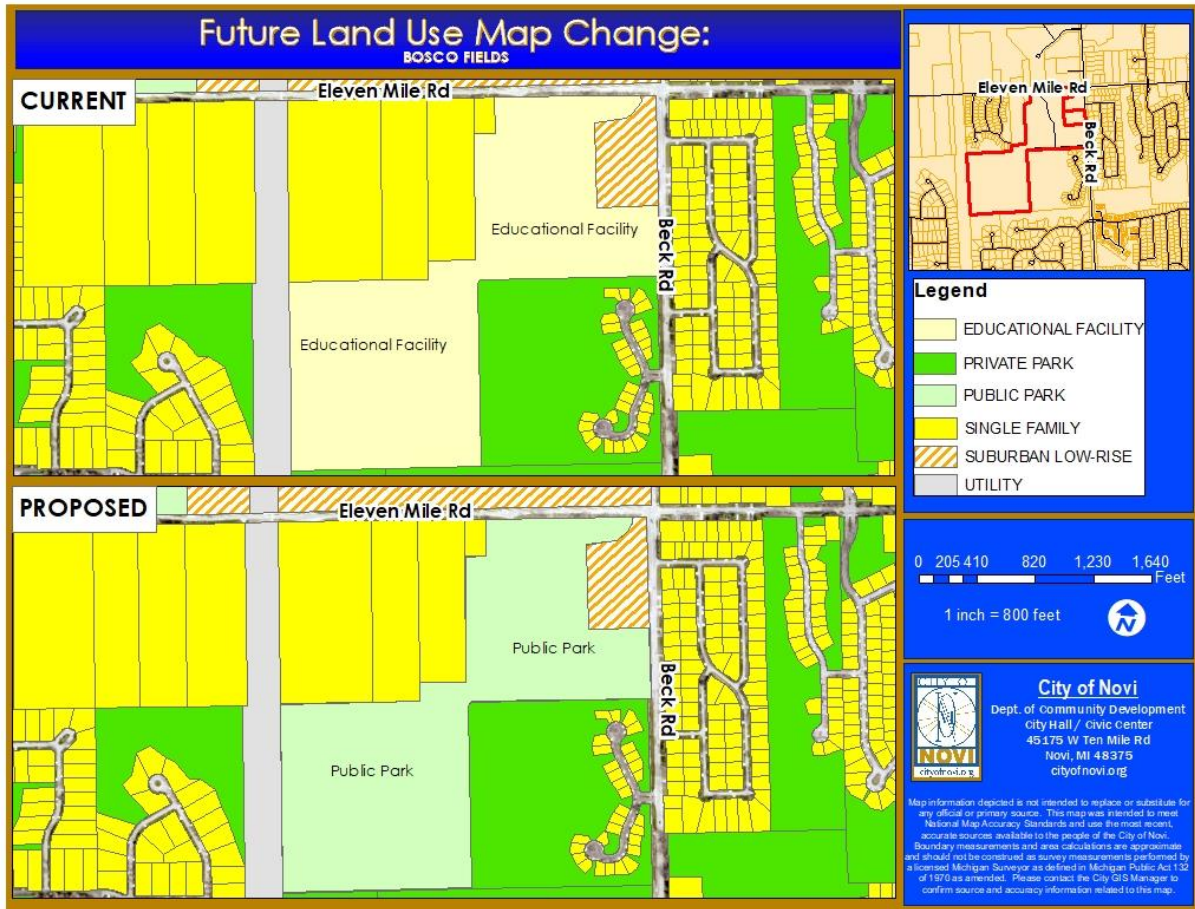 Future Land Use Map Change:
BOSCO FIELDS
CURRENT
Eleven Mile Rd
Educational Facility
Beck Rd
Educational Facility
PROPOSED
Eleven Mile Rd
Public Park
Beck Rd
Public Park
Eleven Mile Rd
Beck Rd
Legend
EDUCATIONAL FACILITY
PRIVATE PARK
PUBLIC PARK
SINGLE FAMILY
SUBURBAN LOW-RISE
UTILITY
0 205 410 820 1,230 1,640
Feet
1 inch = 800 feet
N
CITY OF
NOVI
cityofnovi.org
City of Novi
Dept. of Community Development
City Hall / Civic Center
45175 W Ten Mile Rd
Novi, MI 48375
cityofnovi.org
Map information depicted is not intended to replace or substitute for
any official or primary source. This map was intended to meet
National Map Accuracy Standards and use the most recent,
accurate sources available to the people of the City of Novi.
Boundary measurements and area calculations are approximate
and should not be construed as survey measurements performed by
a licensed Michigan Surveyor as defined in Michigan Public Act 132
of 1970 as amended. Please contact the City GIS Manager to
confirm source and accuracy information related to this map.